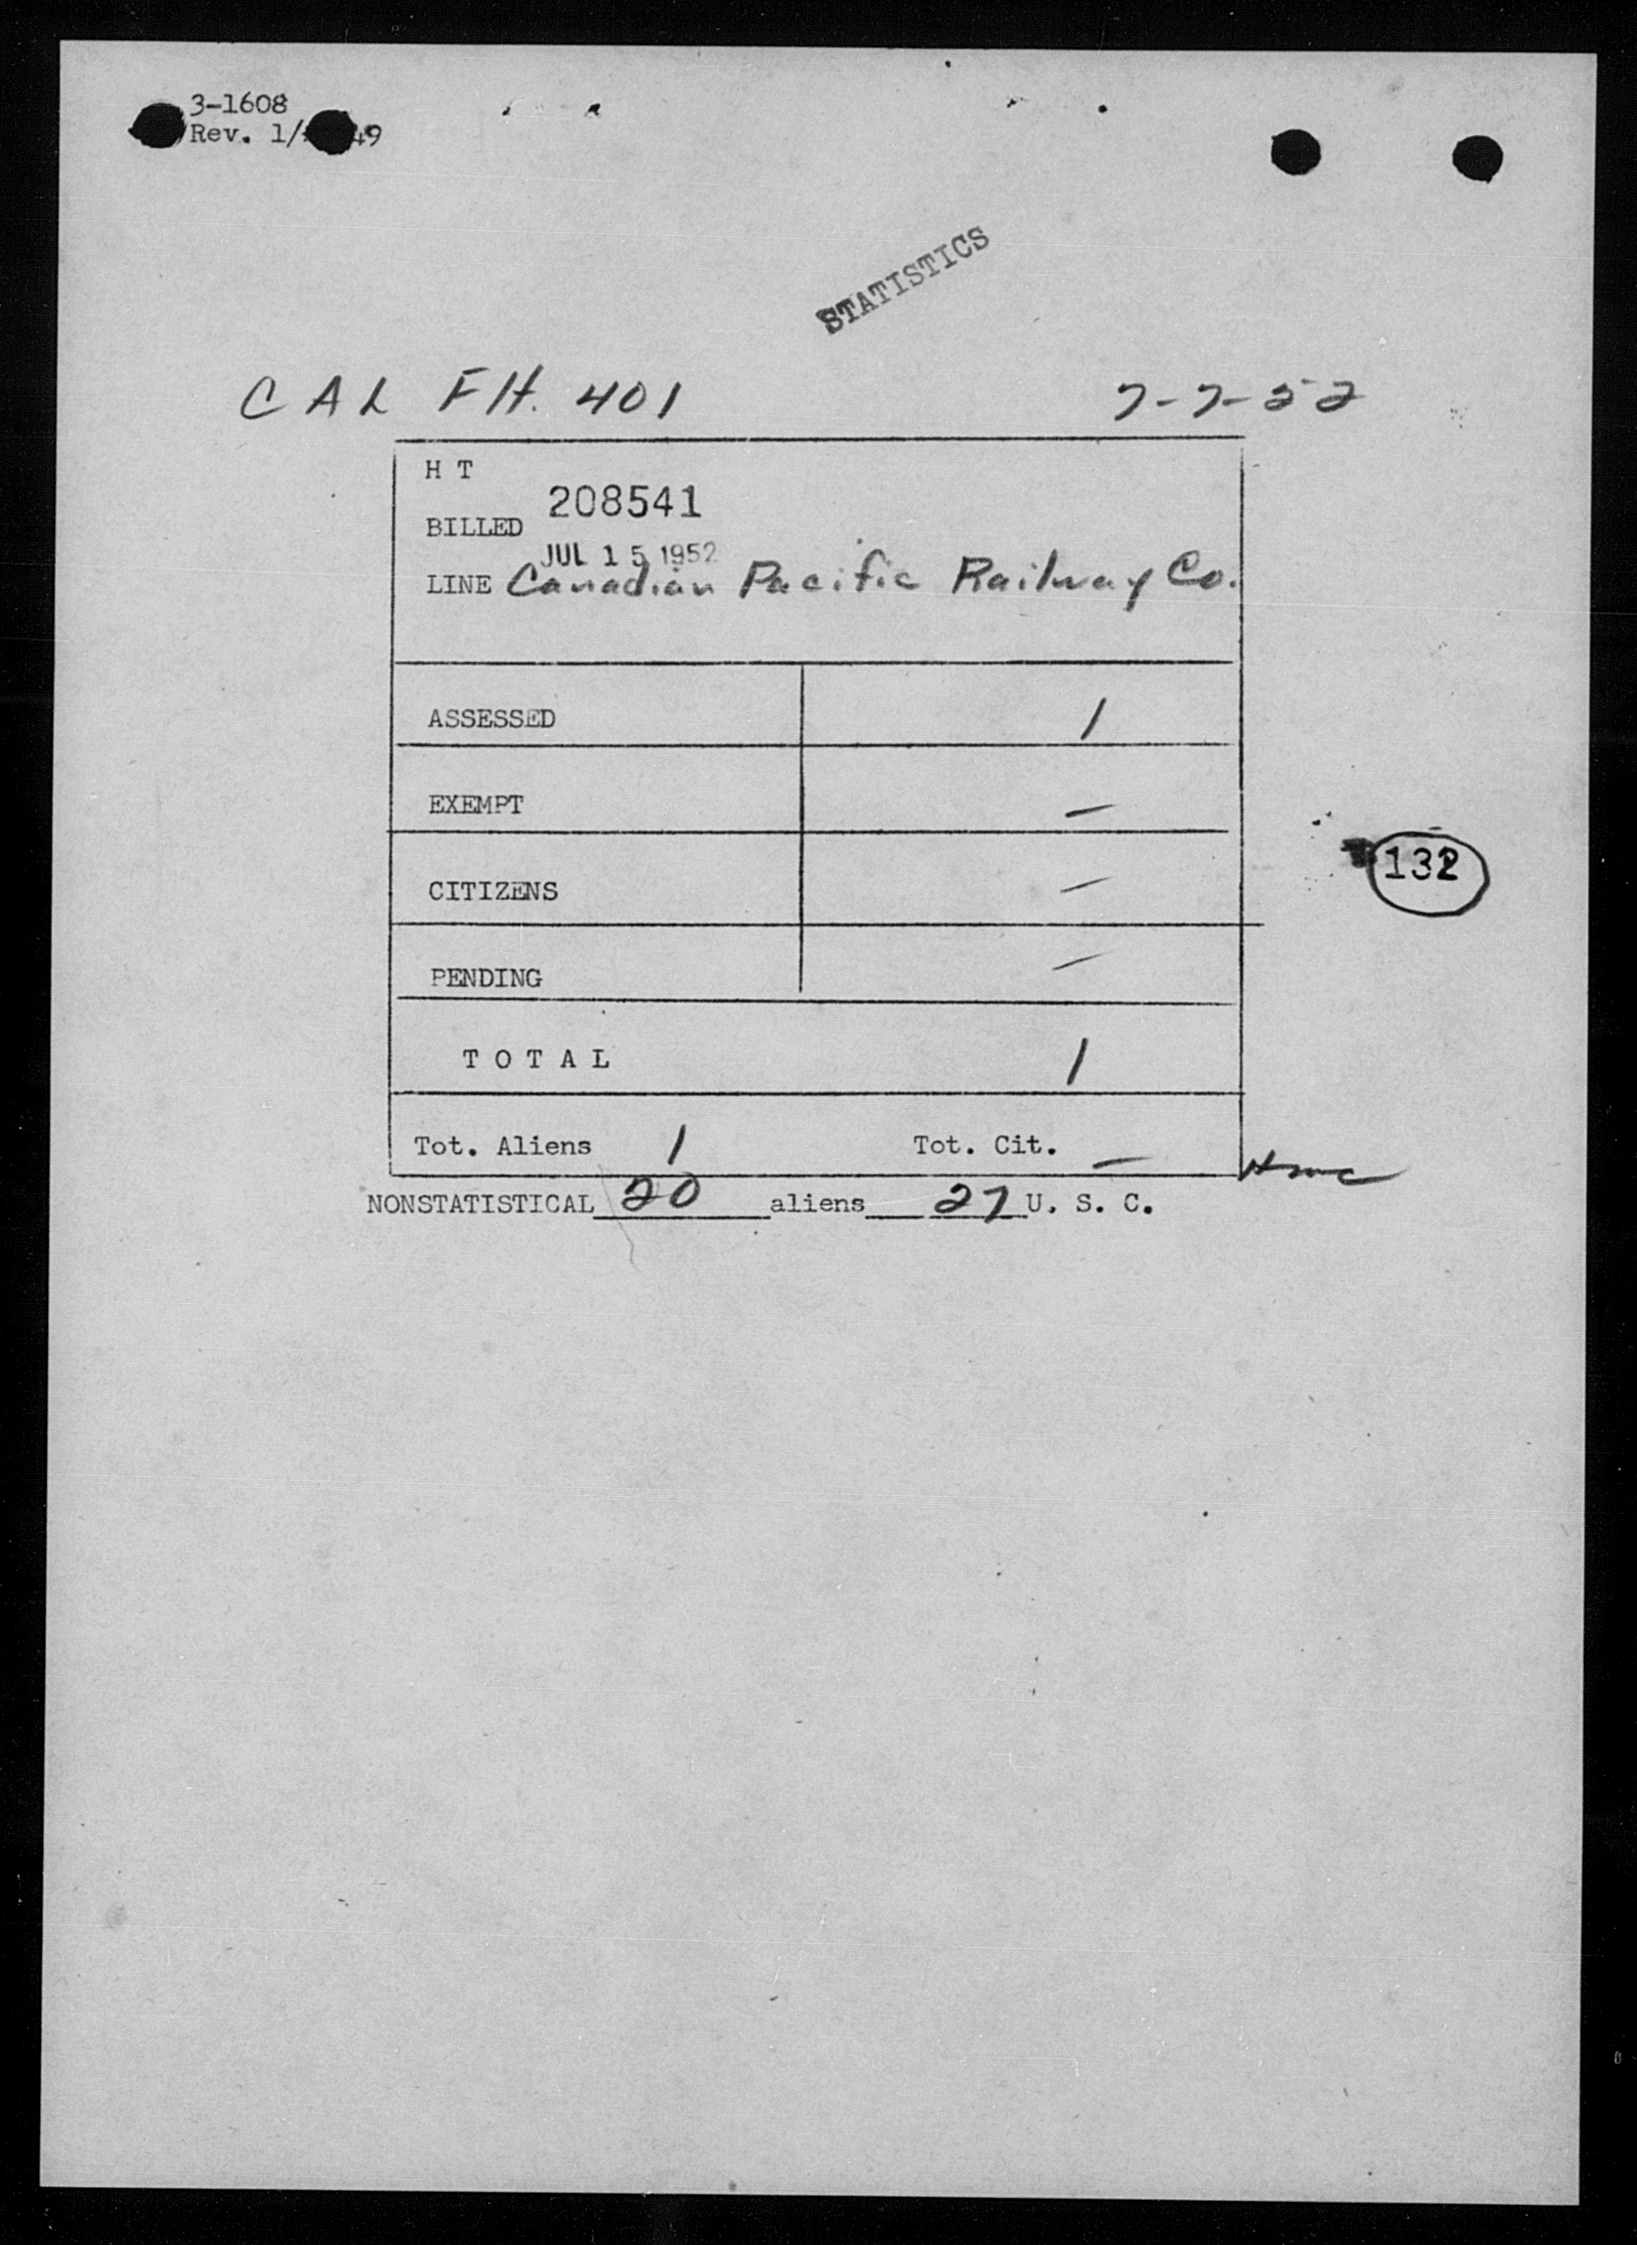 3-1608
Rev. 1/ 49
STATISTICS
CAL FH. 401 7-7-52
H T
208541
BILLED
JUL 15 1952
LINE Canadian Pacific Railway Co.
ASSESSED 1
EXEMPT —
CITIZENS —
132
PENDING —
T O T A L 1
Tot. Aliens 1 Tot. Cit. —
NONSTATISTICAL 20 aliens 27 U. S. C.